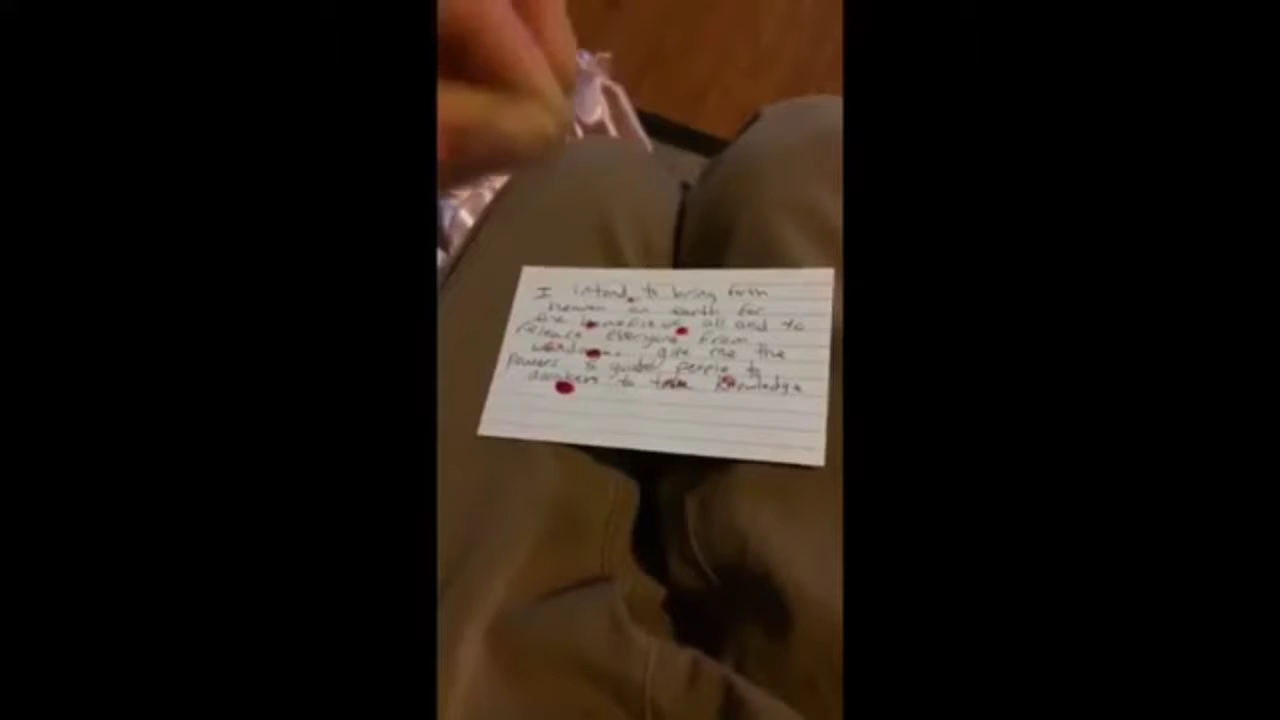 I intend to bring forth
heaven on earth for
the benefit of all and to
release everyone from
give me the
powers to guide people to
awaken to true knowledge